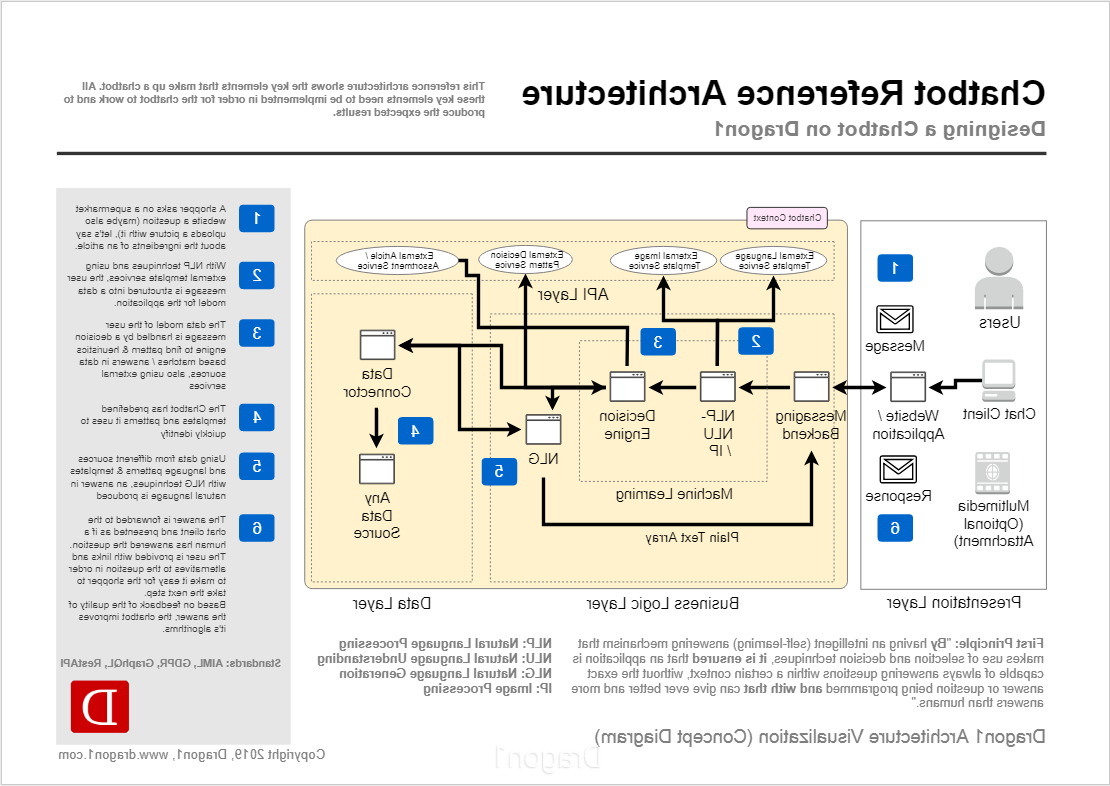 Chatbot Reference Architecture
Designing a Chatbot on Dragon1
This reference architecture shows the key elements that make up a chatbot. All
these key elements need to be implemented in order for the chatbot to work and to
produce the expected results.
Users
Chat Client
Multimedia
(Optional)
Attachment)
1
Message
Website /
Application
Response
6
Presentation Layer
Chatbot Context
External Language
Template Service
External Image
Template Service
External Decision
Pattern Service
External Article /
Assortment Service
API Layer
2
3
Messaging
Backend
NLP-
NLU
/ IP
Decision
Engine
Machine Learning
NLG
5
Plain Text Array
Business Logic Layer
Data
Connector
4
Any
Data
Source
Data Layer
1
A shopper asks on a supermarket
website a question (maybe also
uploads a picture with it), let's say
about the ingredients of an article.
2
With NLP techniques and using
external template services, the user
message is structured into a data
model for the application.
3
The data model of the user
message is handled by a decision
engine to find pattern & heuristics
based matches / answers in data
sources, also using external
services
4
The Chatbot has predefined
templates and patterns it uses to
quickly identify
5
Using data from different sources
and language patterns & templates
with NLG techniques, an answer in
natural language is produced
6
The answer is forwarded to the
chat client and presented as if a
human has answered the question.
The user is provided with links and
alternatives to the question in order
to make it easy for the shopper to
take the next step.
Based on feedback of the quality of
the answer, the chatbot improves
it's algorithms.
Standards: AIML, GDPR, GraphQL, RestAPI
D
First Principle: "By having an intelligent (self-learning) answering mechanism that
makes use of selection and decision techniques, it is ensured that an application is
capable of always answering questions within a certain context, without the exact
answer or question being programmed and with that can give ever better and more
answers than humans."
NLP: Natural Language Processing
NLU: Natural Language Understanding
NLG: Natural Language Generation
IP: Image Processing
Dragon1 Architecture Visualization (Concept Diagram)
Dragon1
Copyright 2019, Dragon1, www.dragon1.com